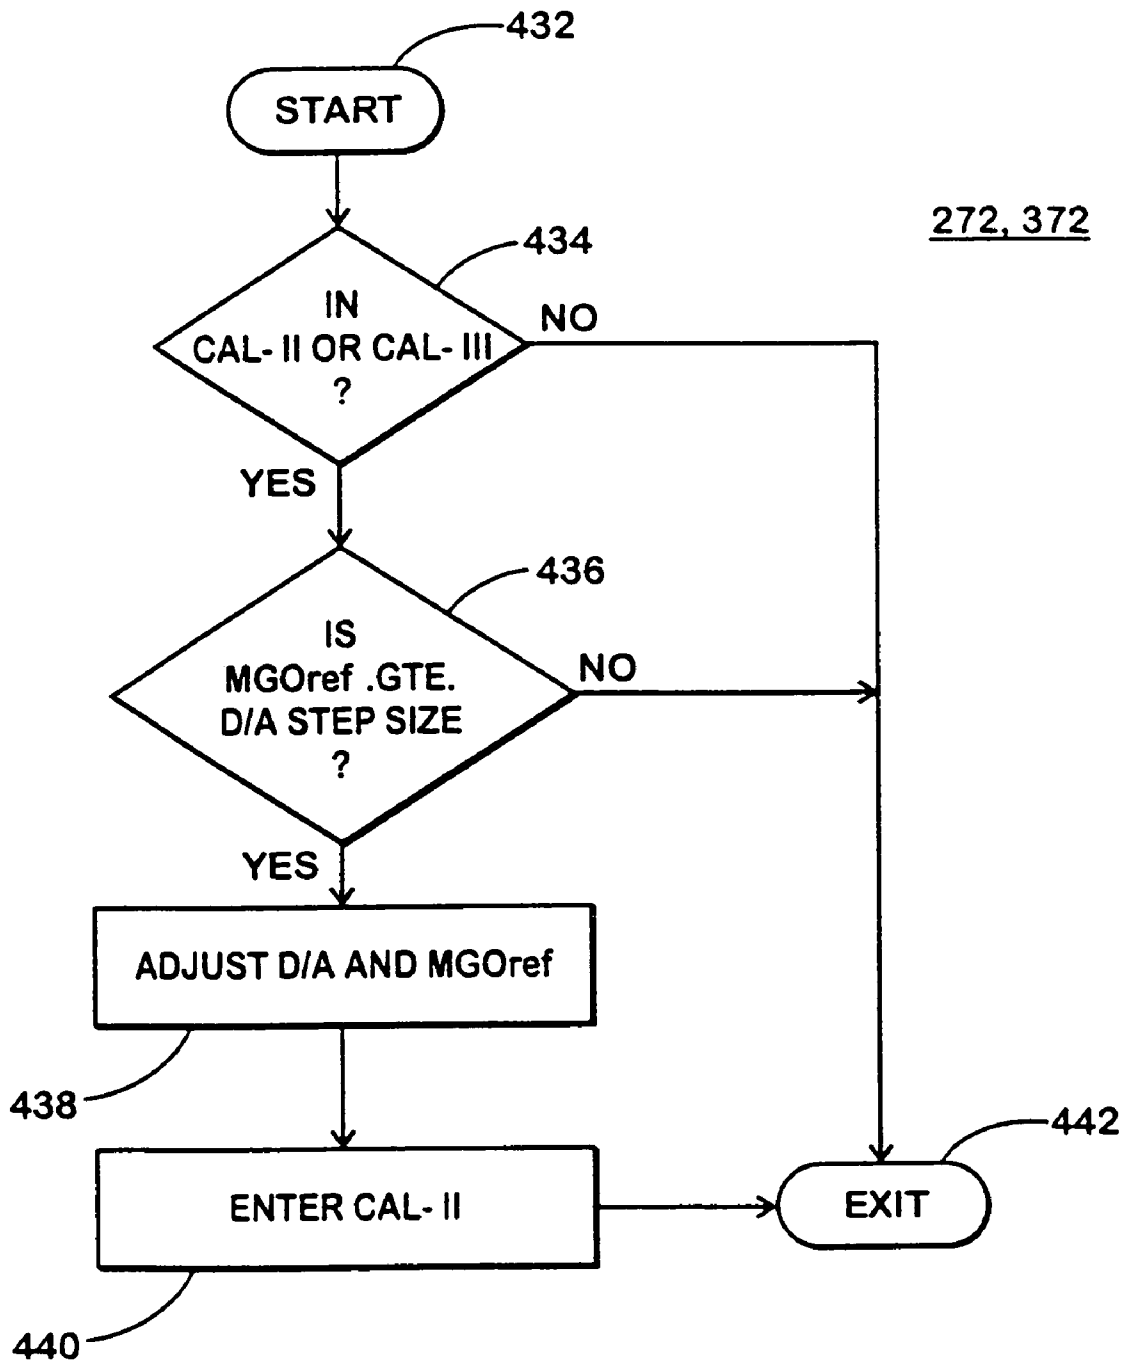 432
START
272, 372
434
IN
CAL- II OR CAL- III
?
NO
YES
436
IS
MGOref .GTE.
D/A STEP SIZE
?
NO
YES
ADJUST D/A AND MGOref
438
442
ENTER CAL- II
EXIT
440